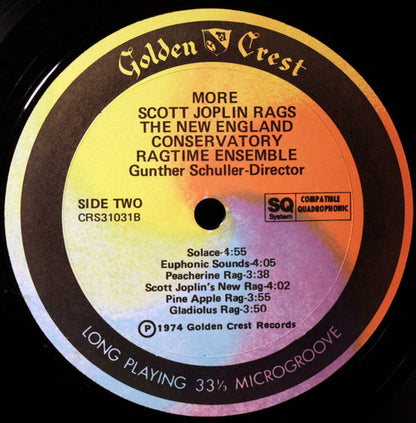 Golden Crest
MORE
SCOTT JOPLIN RAGS
THE NEW ENGLAND
CONSERVATORY
RAGTIME ENSEMBLE
Gunther Schuller-Director
SIDE TWO
CRS31031B
SQ
System
COMPATIBLE
QUADROPHONIC
Solace-4:55
Euphonic Sounds-4:05
Peacherine Rag-3:38
Scott Joplin's New Rag-4:02
Pine Apple Rag-3:55
Gladiolus Rag-3:50
Ⓟ1974 Golden Crest Records
LONG PLAYING 33⅓ MICROGROOVE